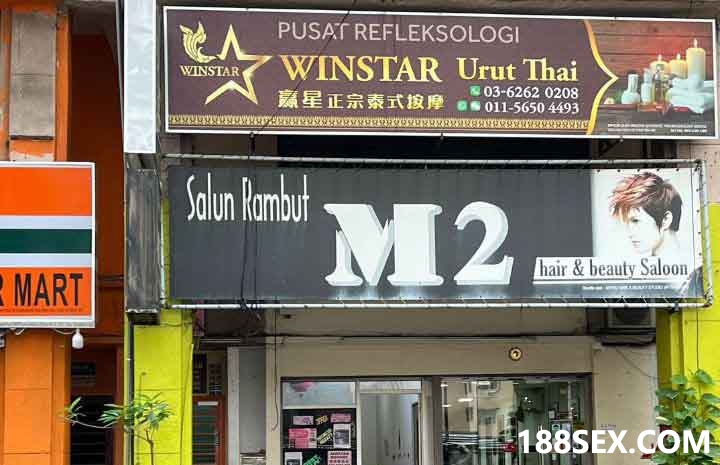 PUSAT REFLEKSOLOGI
WINSTAR
WINSTAR Urut Thai
赢星正宗泰式按摩
03-6262 0208
011-5650 4493
Salun Rambut
M2
hair & beauty Saloon
R MART
188SEX.COM